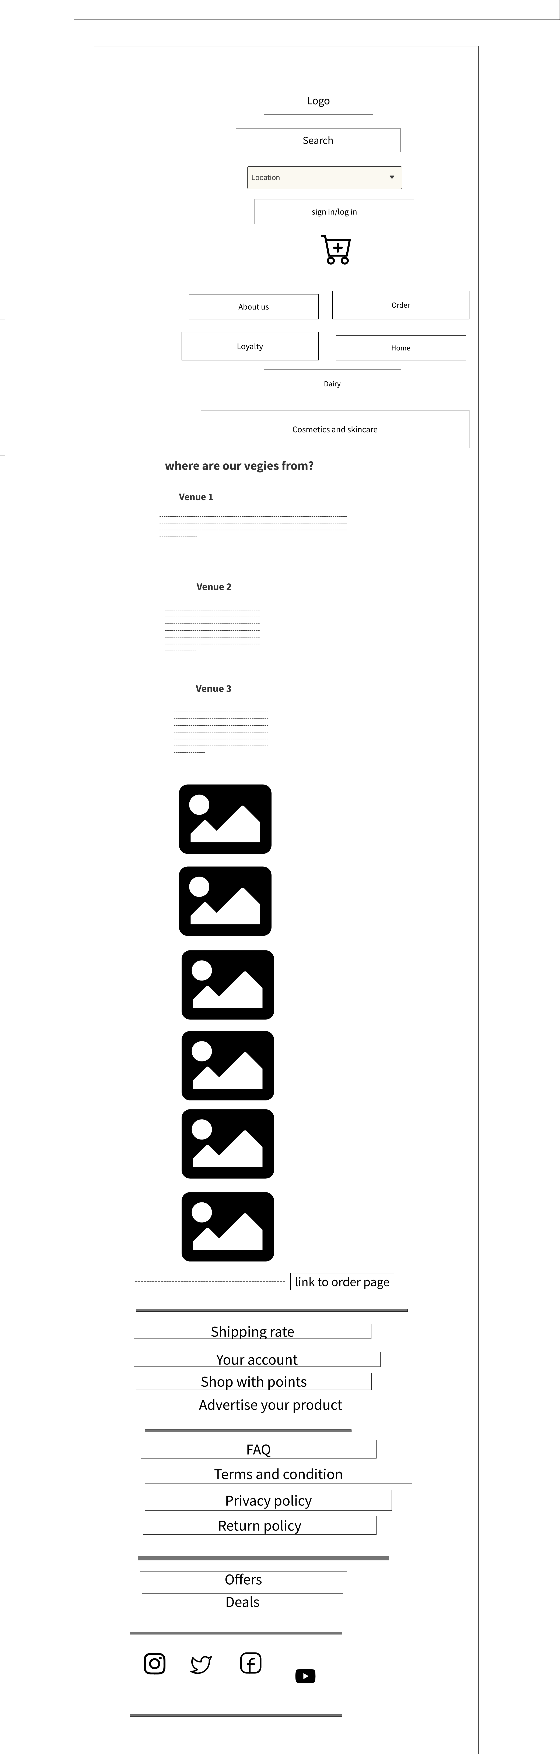 Logo
Search
Location
sign in/log in
About us
Order
Loyalty
Home
Dairy
Cosmetics and skincare
where are our vegies from?
Venue 1
Venue 2
Venue 3
link to order page
Shipping rate
Your account
Shop with points
Advertise your product
FAQ
Terms and condition
Privacy policy
Return policy
Offers
Deals